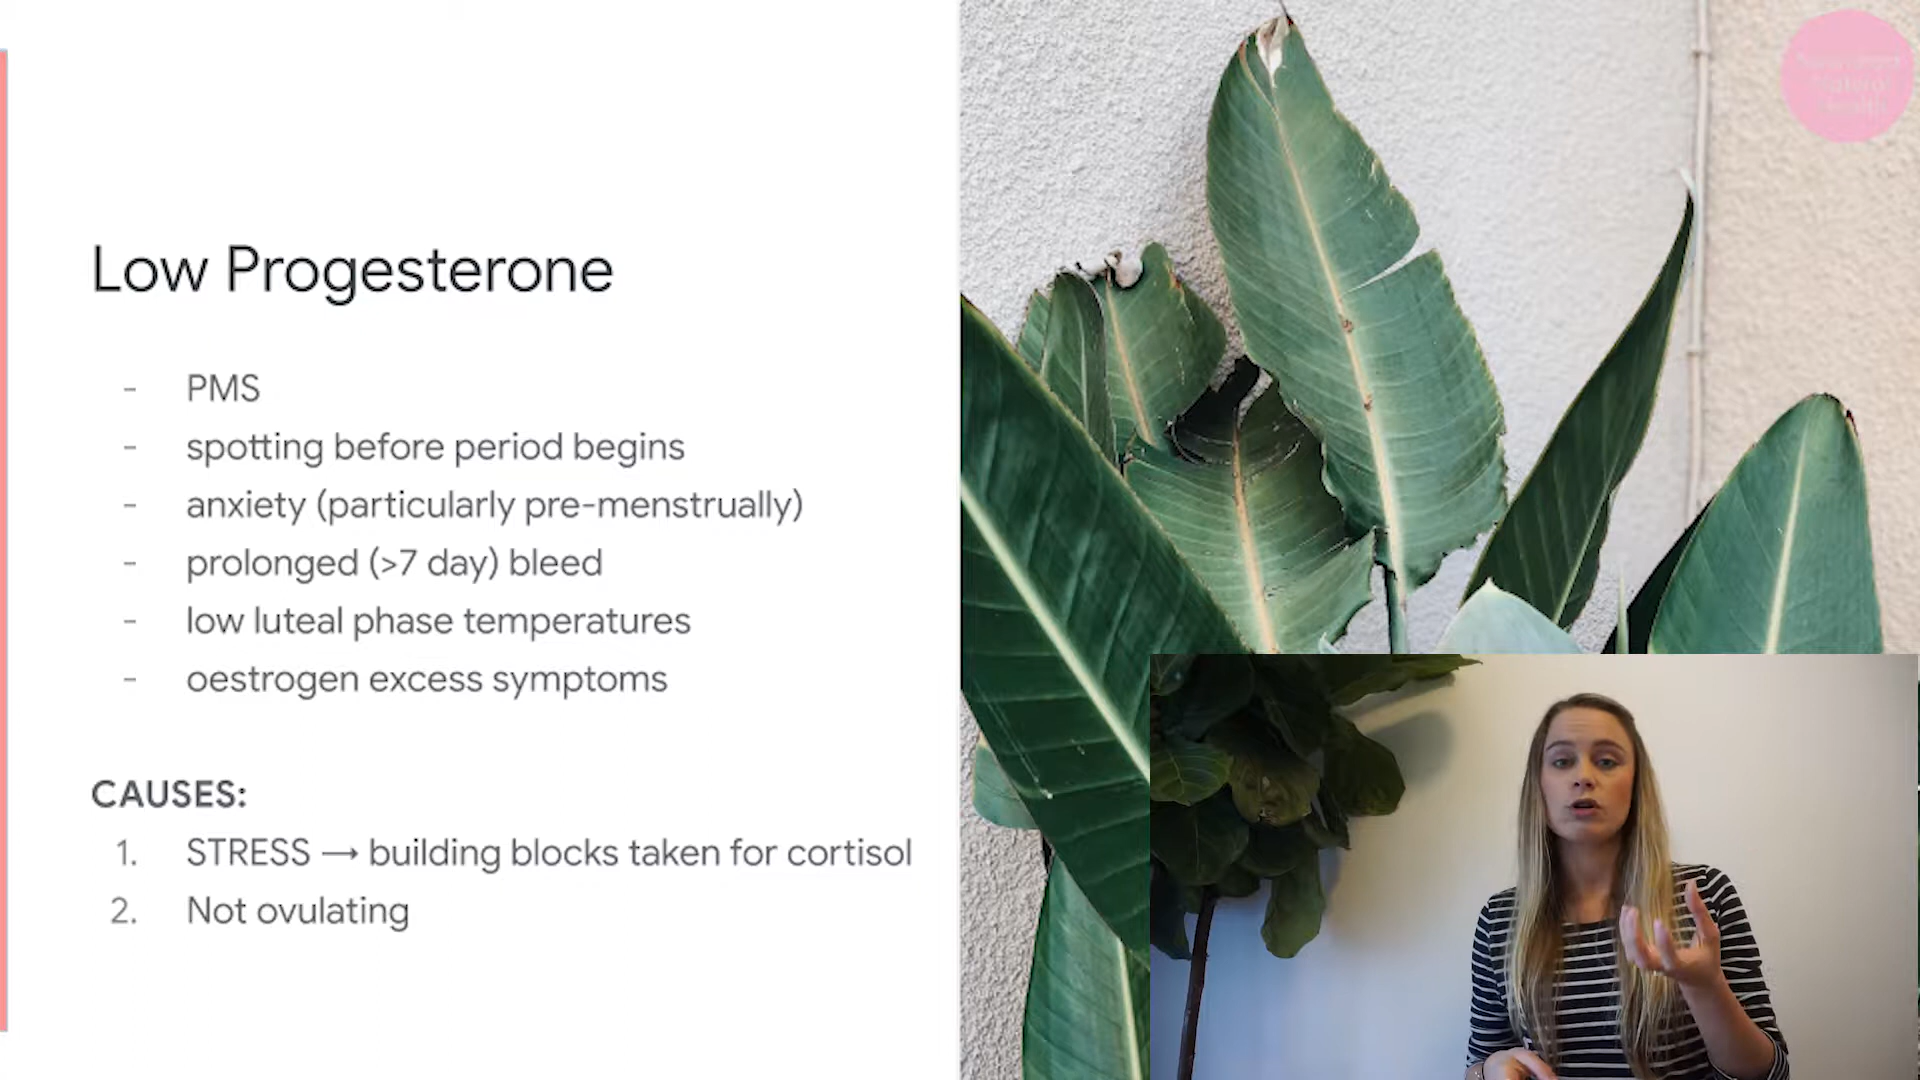 Low Progesterone
- PMS
- spotting before period begins
- anxiety (particularly pre-menstrually)
- prolonged (>7 day) bleed
- low luteal phase temperatures
- oestrogen excess symptoms
CAUSES:
1. STRESS → building blocks taken for cortisol
2. Not ovulating